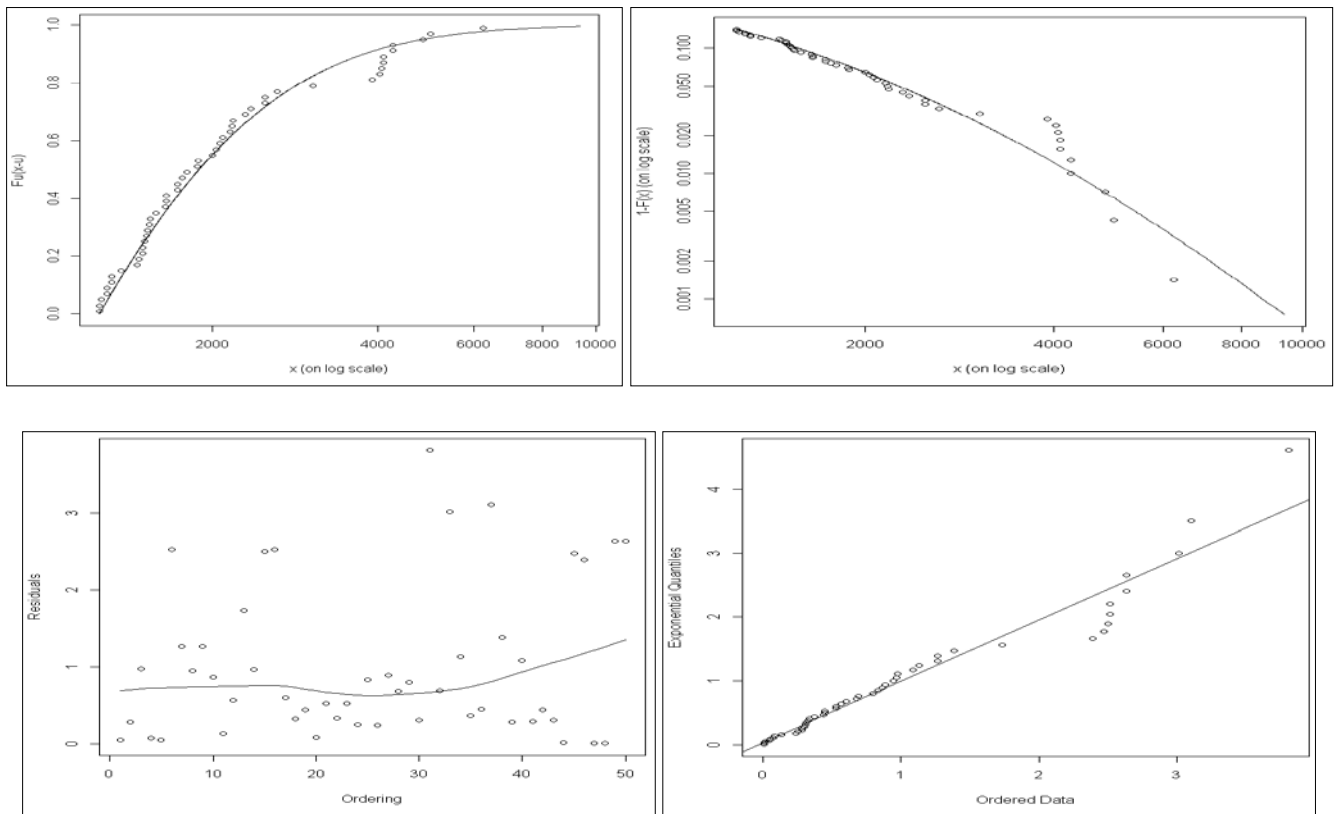 Fu(x-u)
0.0 0.2 0.4 0.6 0.8 1.0
2000 4000 6000 8000 10000
x (on log scale)
1-F(x) (on log scale)
0.001 0.002 0.005 0.010 0.020 0.050 0.100
2000 4000 6000 8000 10000
x (on log scale)
Residuals
0 1 2 3
0 10 20 30 40 50
Ordering
Exponential Quantiles
0 1 2 3 4
0 1 2 3
Ordered Data